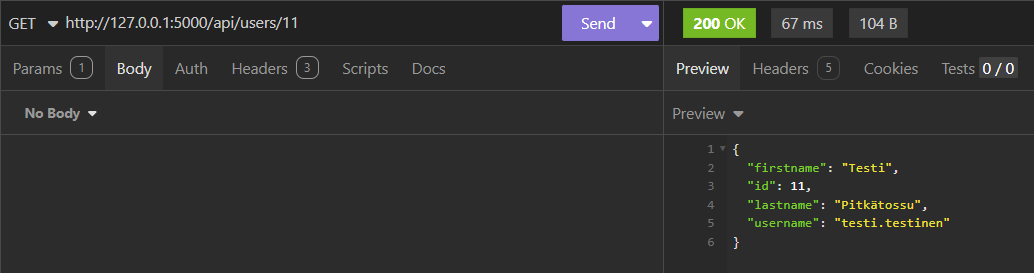 GET http://127.0.0.1:5000/api/users/11 Send 200 OK 67 ms 104 B
Params 1 Body Auth Headers 3 Scripts Docs Preview Headers 5 Cookies Tests 0 / 0
No Body Preview
1 {
2 "firstname": "Testi",
3 "id": 11,
4 "lastname": "Pitkätossu",
5 "username": "testi.testinen"
6 }